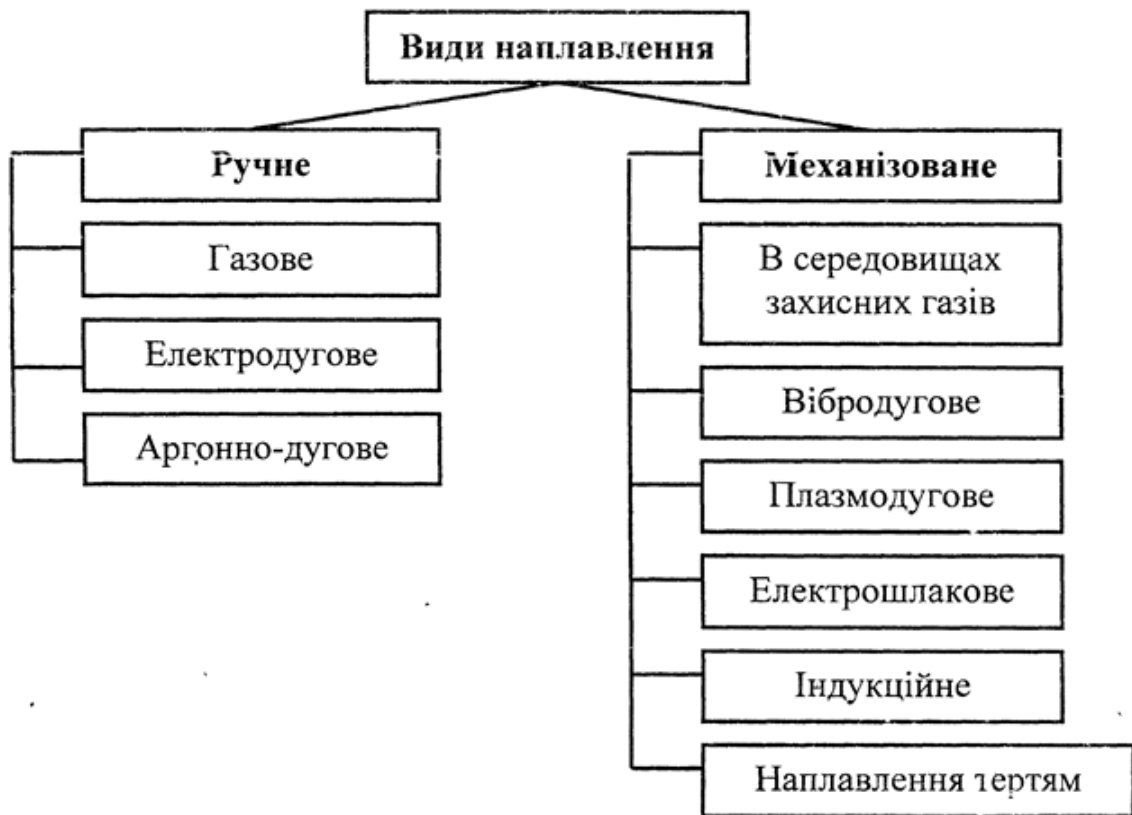 Види наплавлення
Ручне
Газове
Електродугове
Аргонно-дугове
Механізоване
В середовищах
захисних газів
Вібродугове
Плазмодугове
Електрошлакове
Індукційне
Наплавлення тертям